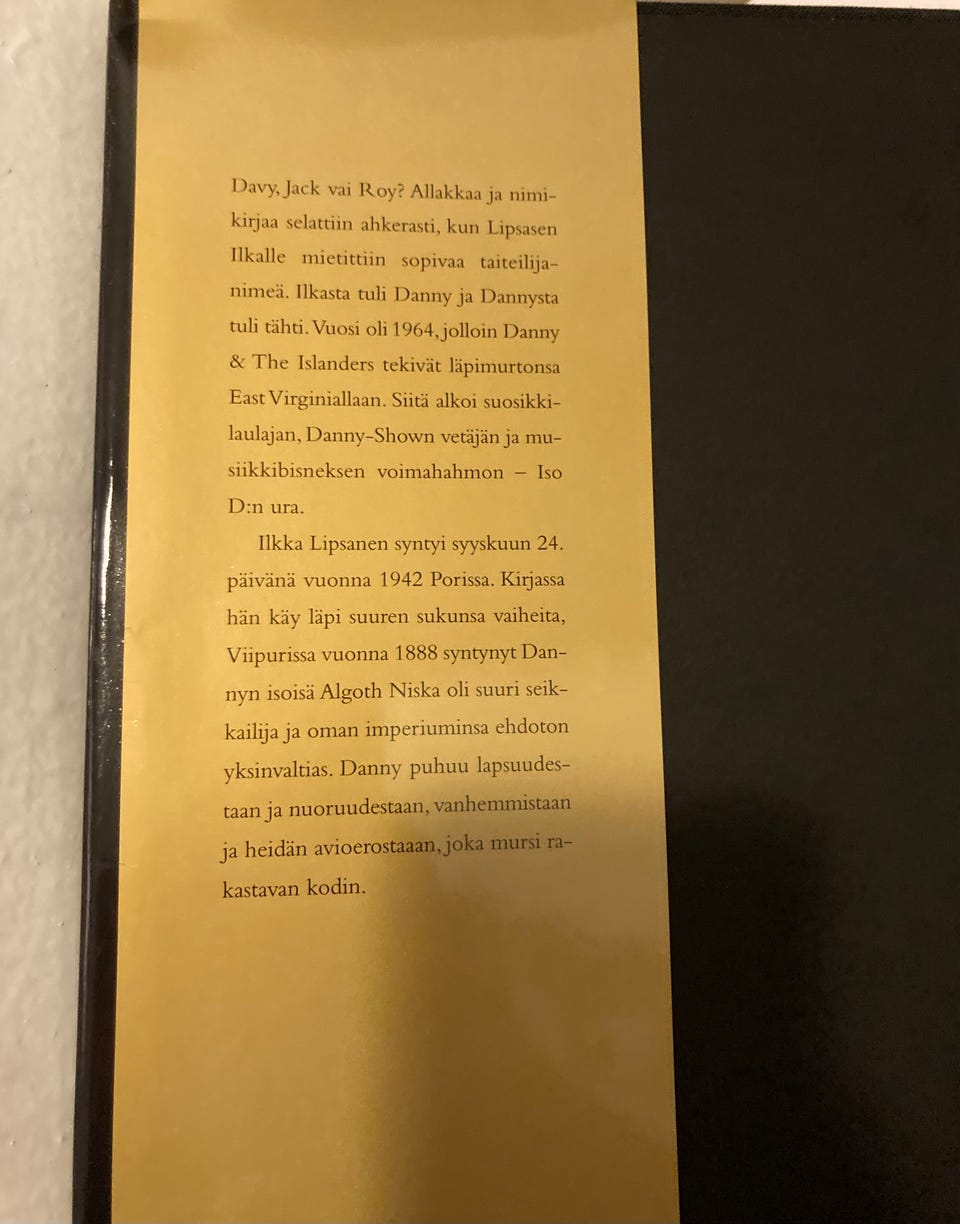 Davy, Jack vai Roy? Allakkaa ja nimi-
kirjaa selattiin ahkerasti, kun Lipsasen
Ilkalle mietittiin sopivaa taiteilija-
nimeä. Ilkasta tuli Danny ja Dannysta
tuli tähti. Vuosi oli 1964, jolloin Danny
& The Islanders tekivät läpimurtonsa
East Virginiallaan. Siitä alkoi suosikki-
laulajan, Danny-Shown vetäjän ja mu-
siikkibisneksen voimahahmon – Iso
D:n ura.
Ilkka Lipsanen syntyi syyskuun 24.
päivänä vuonna 1942 Porissa. Kirjassa
hän käy läpi suuren sukunsa vaiheita,
Viipurissa vuonna 1888 syntynyt Dan-
nyn isoisä Algoth Niska oli suuri seik-
kailija ja oman imperiuminsa ehdoton
yksinvaltias. Danny puhuu lapsuudes-
taan ja nuoruudestaan, vanhemmistaan
ja heidän avioerostaaan, joka mursi ra-
kastavan kodin.